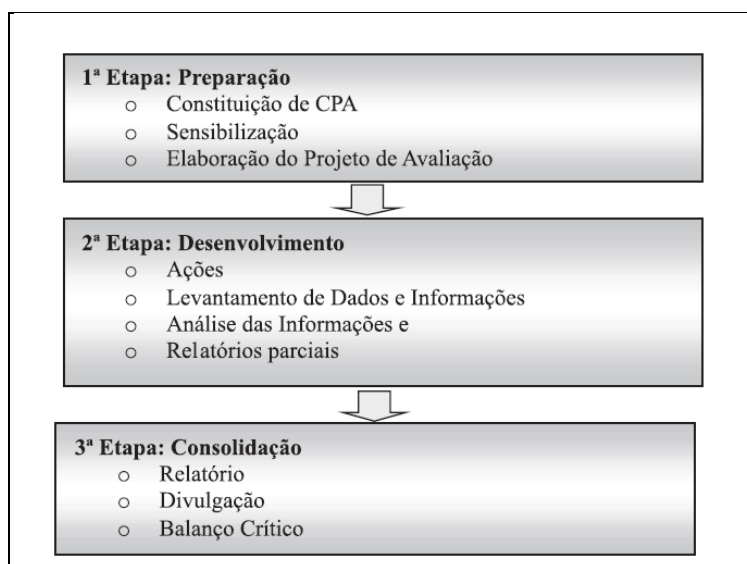 1ª Etapa: Preparação
o Constituição de CPA
o Sensibilização
o Elaboração do Projeto de Avaliação
2ª Etapa: Desenvolvimento
o Ações
o Levantamento de Dados e Informações
o Análise das Informações e
o Relatórios parciais
3ª Etapa: Consolidação
o Relatório
o Divulgação
o Balanço Crítico